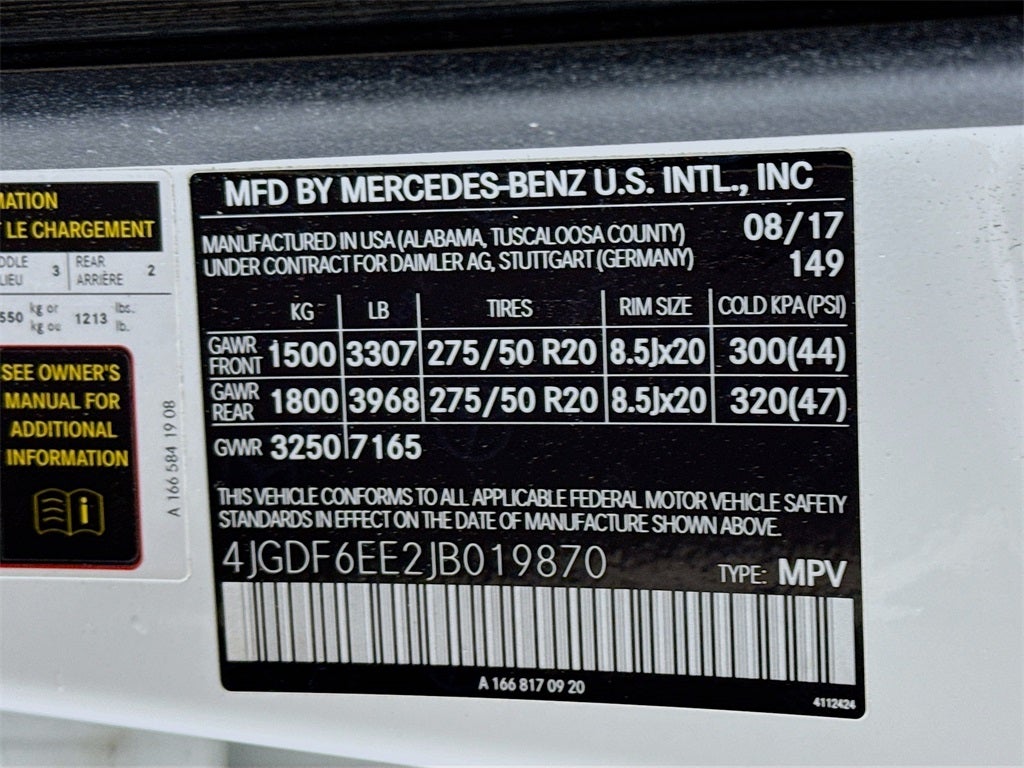 MATION
LE CHARGEMENT
REAR
3
2
ARRIÈRE
550 kg or 1213 lbs.
kg ou lb.
SEE OWNER'S
MANUAL FOR
ADDITIONAL
INFORMATION
i
A 166 584 19 08
MFD BY MERCEDES-BENZ U.S. INTL., INC
MANUFACTURED IN USA (ALABAMA, TUSCALOOSA COUNTY) 08/17
UNDER CONTRACT FOR DAIMLER AG, STUTTGART (GERMANY) 149
KG LB TIRES RIM SIZE COLD KPA (PSI)
GAWR FRONT 1500 3307 275/50 R20 8.5Jx20 300(44)
GAWR REAR 1800 3968 275/50 R20 8.5Jx20 320(47)
GVWR 3250 7165
THIS VEHICLE CONFORMS TO ALL APPLICABLE FEDERAL MOTOR VEHICLE SAFETY
STANDARDS IN EFFECT ON THE DATE OF MANUFACTURE SHOWN ABOVE.
4JGDF6EE2JB019870 TYPE: MPV
A 166 817 09 20
4112424